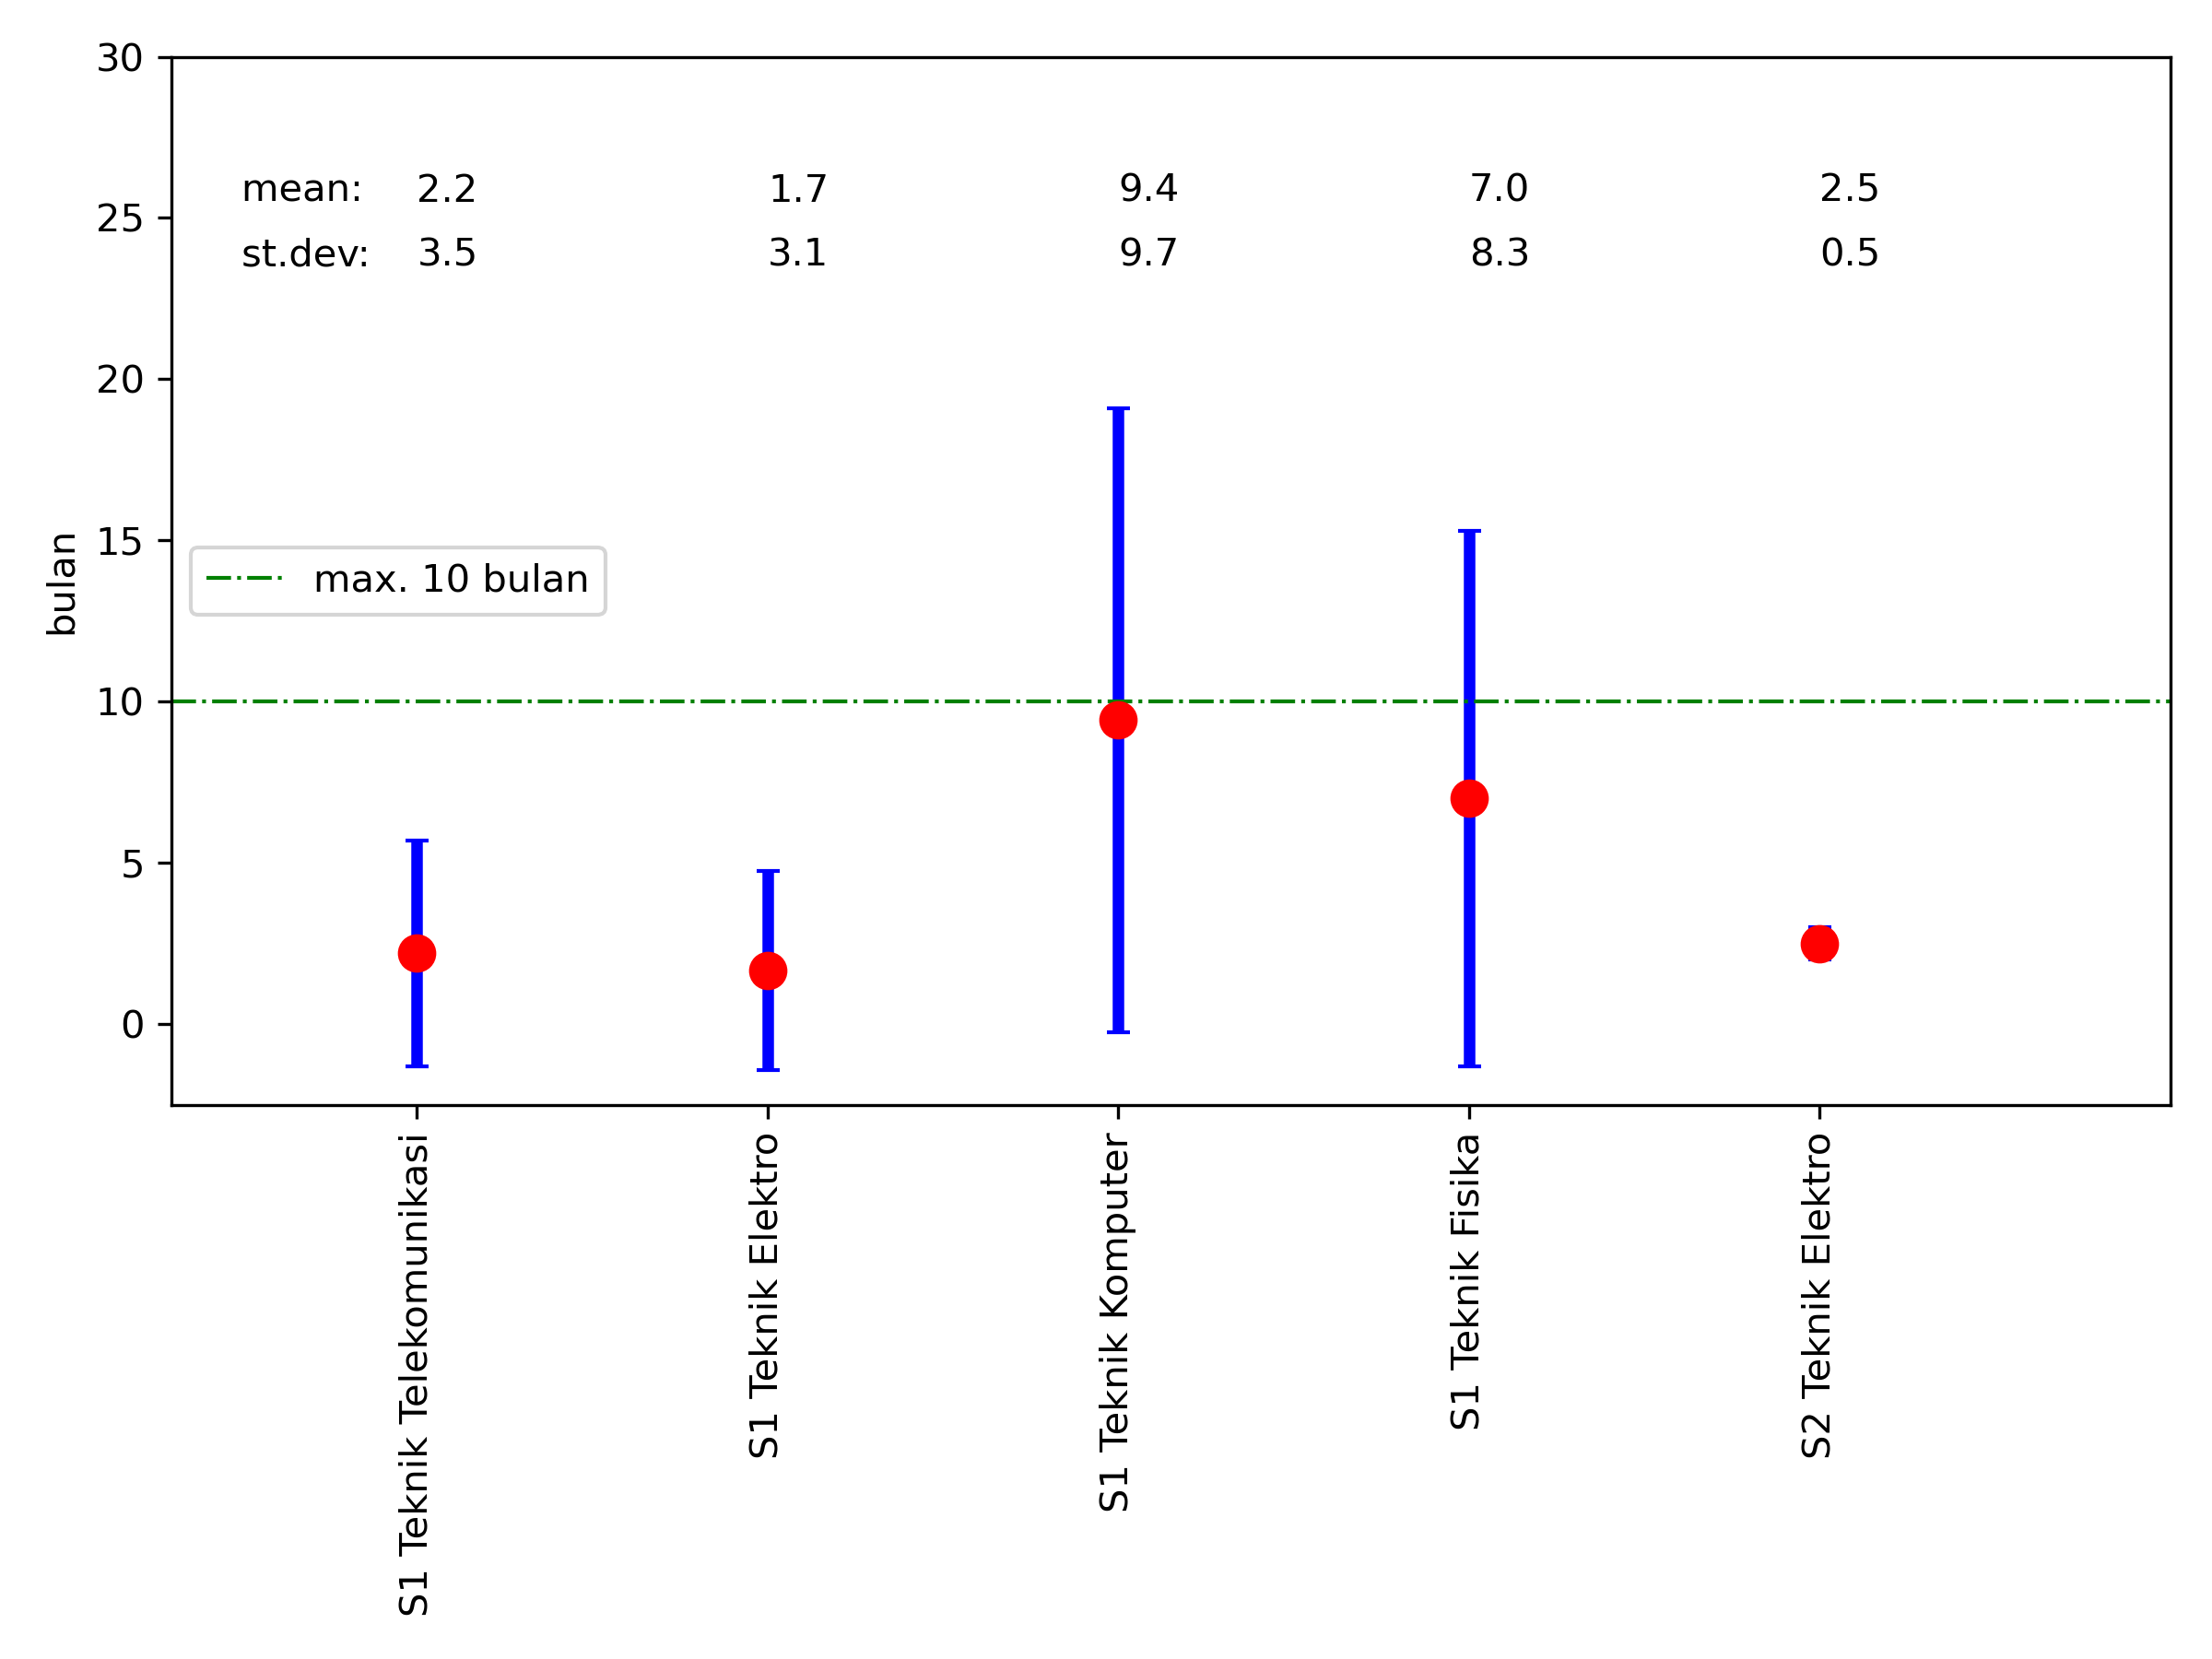 30
25
20
15
10
5
0
bulan
mean: 2.2 1.7 9.4 7.0 2.5
st.dev: 3.5 3.1 9.7 8.3 0.5
max. 10 bulan
S1 Teknik Telekomunikasi
S1 Teknik Elektro
S1 Teknik Komputer
S1 Teknik Fisika
S2 Teknik Elektro